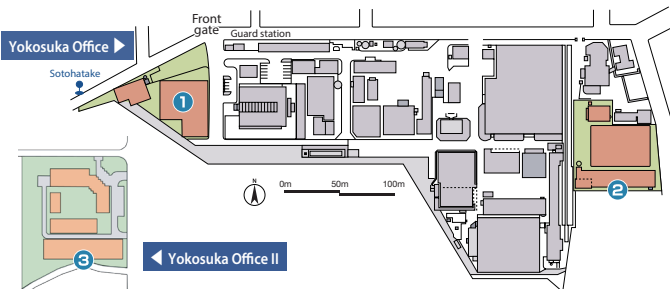 Front
gate
Guard station
Yokosuka Office
Sotohatake
1
N
0m 50m 100m
2
3
Yokosuka Office II